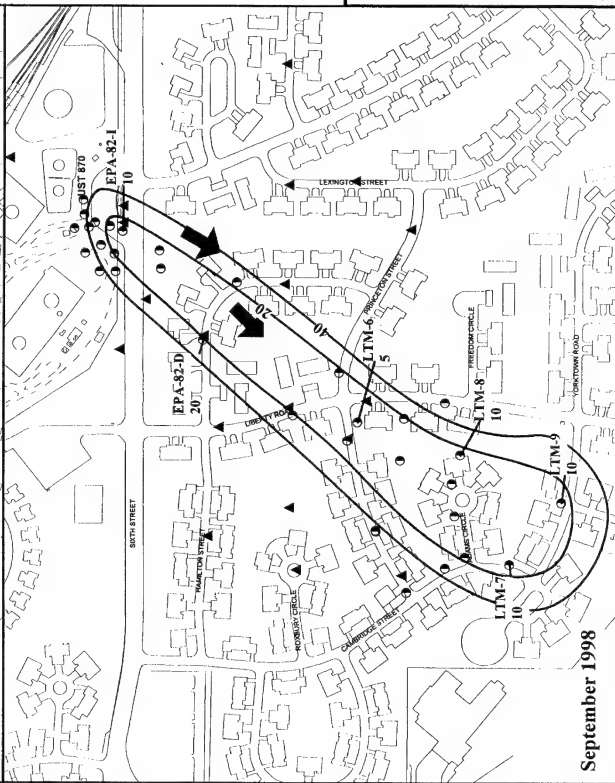 UST 870
EPA-82-I
10
LEXINGTON STREET
20
40
PRINCETON STREET
EPA-82-D
20
LTM-6
5
LIBERTY ROAD
FREEDOM CIRCLE
LTM-8
10
YORKTOWN ROAD
SIXTH STREET
LTM-9
10
HAMILTON STREET
LTM-7
10
ROXBURY CIRCLE
CAMBRIDGE STREET
September 1998